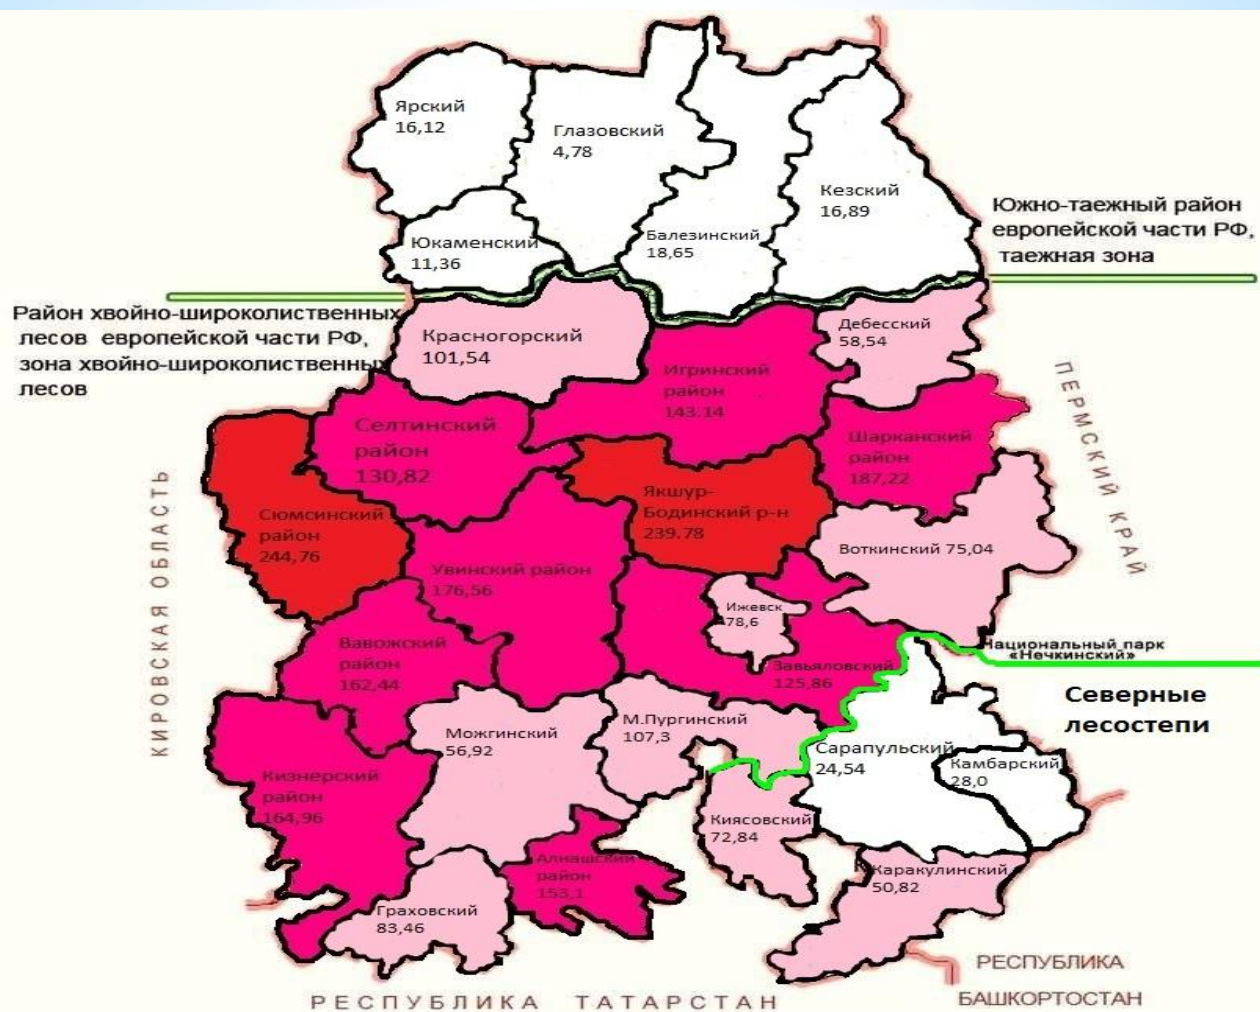 Ярский
16,12
Глазовский
4,78
Кезский
16,89
Южно-таежный район
европейской части РФ,
таежная зона
Юкаменский
11,36
Балезинский
18,65
Район хвойно-широколиственных
лесов европейской части РФ,
зона хвойно-широколиственных
лесов
Красногорский
101,54
Дебесский
58,54
Игринский
район
143.14
ПЕРМСКИЙ КРАЙ
Селтинский
район
130,82
Шарканский
район
187,22
КИРОВСКАЯ ОБЛАСТЬ
Сюмсинский
район
244,76
Якшур-
Бодинский р-н
239.78
Воткинский 75,04
Увинский район
176,56
Ижевск
78,6
Вавожский
район
162,44
Завьяловский
125,86
Национальный парк
«Нечкинский»
Северные
лесостепи
Можгинский
56,92
М.Пургинский
107,3
Сарапульский
24,54
Камбарский
28,0
Кизнерский
район
164,96
Киясовский
72,84
Алнашский
район
153,1
Каракулинский
50,82
Граховский
83,46
РЕСПУБЛИКА ТАТАРСТАН
РЕСПУБЛИКА
БАШКОРТОСТАН